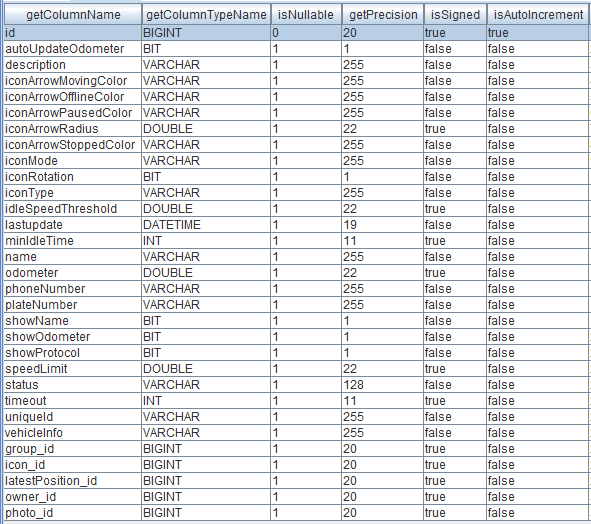 getColumnName getColumnTypeName isNullable getPrecision isSigned isAutoIncrement
id BIGINT 0 20 true true
autoUpdateOdometer BIT 1 1 false false
description VARCHAR 1 255 false false
iconArrowMovingColor VARCHAR 1 255 false false
iconArrowOfflineColor VARCHAR 1 255 false false
iconArrowPausedColor VARCHAR 1 255 false false
iconArrowRadius DOUBLE 1 22 true false
iconArrowStoppedColor VARCHAR 1 255 false false
iconMode VARCHAR 1 255 false false
iconRotation BIT 1 1 false false
iconType VARCHAR 1 255 false false
idleSpeedThreshold DOUBLE 1 22 true false
lastupdate DATETIME 1 19 false false
minIdleTime INT 1 11 true false
name VARCHAR 1 255 false false
odometer DOUBLE 1 22 true false
phoneNumber VARCHAR 1 255 false false
plateNumber VARCHAR 1 255 false false
showName BIT 1 1 false false
showOdometer BIT 1 1 false false
showProtocol BIT 1 1 false false
speedLimit DOUBLE 1 22 true false
status VARCHAR 1 128 false false
timeout INT 1 11 true false
uniqueId VARCHAR 1 255 false false
vehicleInfo VARCHAR 1 255 false false
group_id BIGINT 1 20 true false
icon_id BIGINT 1 20 true false
latestPosition_id BIGINT 1 20 true false
owner_id BIGINT 1 20 true false
photo_id BIGINT 1 20 true false